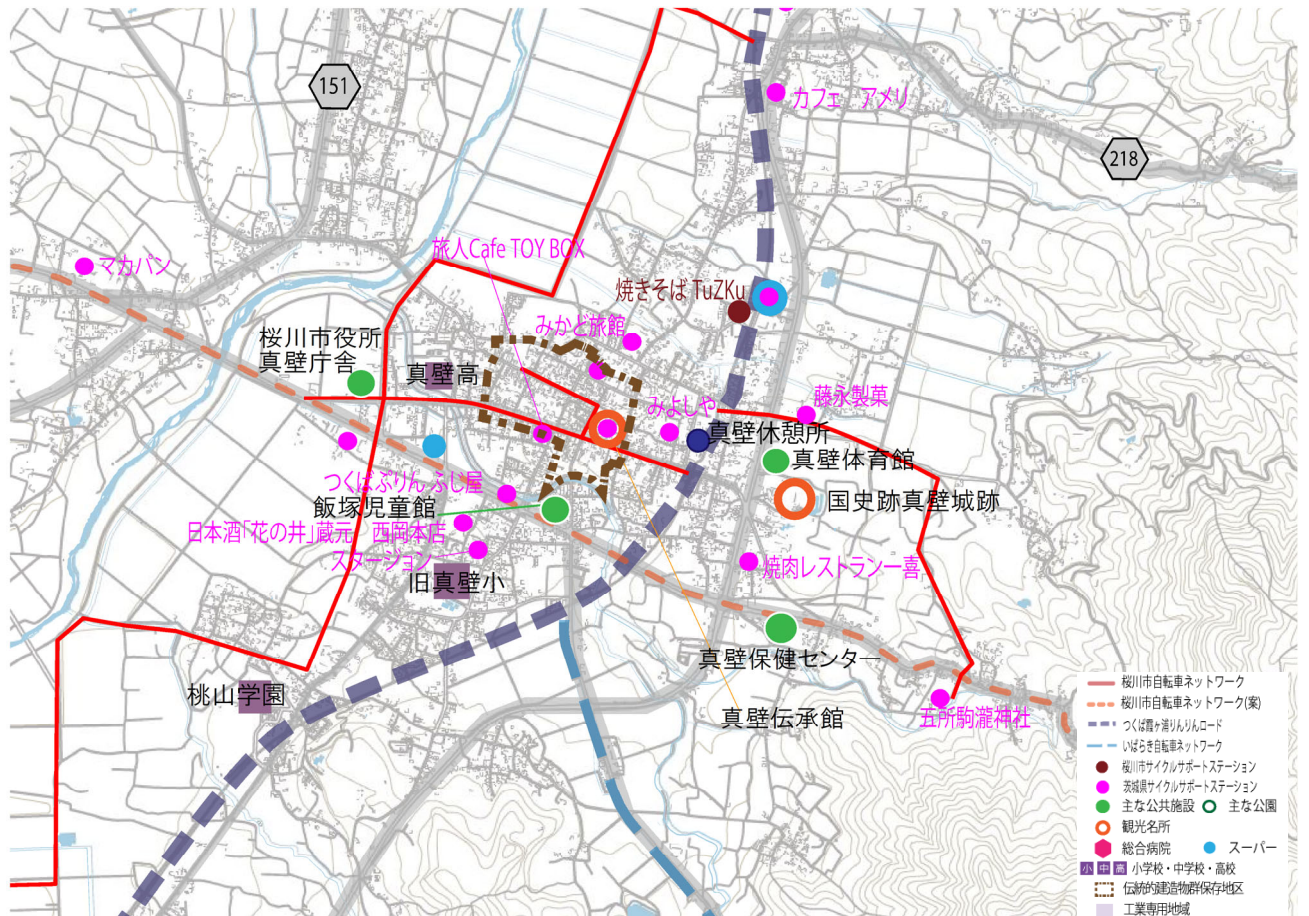 151
カフェ　アメリ
218
旅人Cafe TOY BOX
マカパン
焼きそば TuZKu
みかど旅館
桜川市役所
真壁庁舎
真壁高
藤永製菓
みよしや
真壁休憩所
真壁体育館
つくばぷりん ふじ屋
国史跡真壁城跡
飯塚児童館
日本酒「花の井」蔵元　西岡本店
スタージョン
焼肉レストラン一喜
旧真壁小
真壁保健センター
桃山学園
真壁伝承館
五所駒瀧神社
桜川市自転車ネットワーク
桜川市自転車ネットワーク(案)
つくば霞ヶ浦りんりんロード
いばらき自転車ネットワーク
桜川市サイクルサポートステーション
茨城県サイクルサポートステーション
主な公共施設　主な公園
観光名所
総合病院　スーパー
小 中 高 小学校・中学校・高校
伝統的建造物群保存地区
工業専用地域